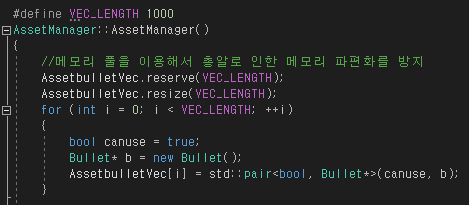 #define VEC_LENGTH 1000
AssetManager::AssetManager()
{
//메모리 풀을 이용해서 총알로 인한 메모리 파편화를 방지
AssetbulletVec.reserve(VEC_LENGTH);
AssetbulletVec.resize(VEC_LENGTH);
for (int i = 0; i < VEC_LENGTH; ++i)
{
bool canuse = true;
Bullet* b = new Bullet();
AssetbulletVec[i] = std::pair<bool, Bullet*>(canuse, b);
}